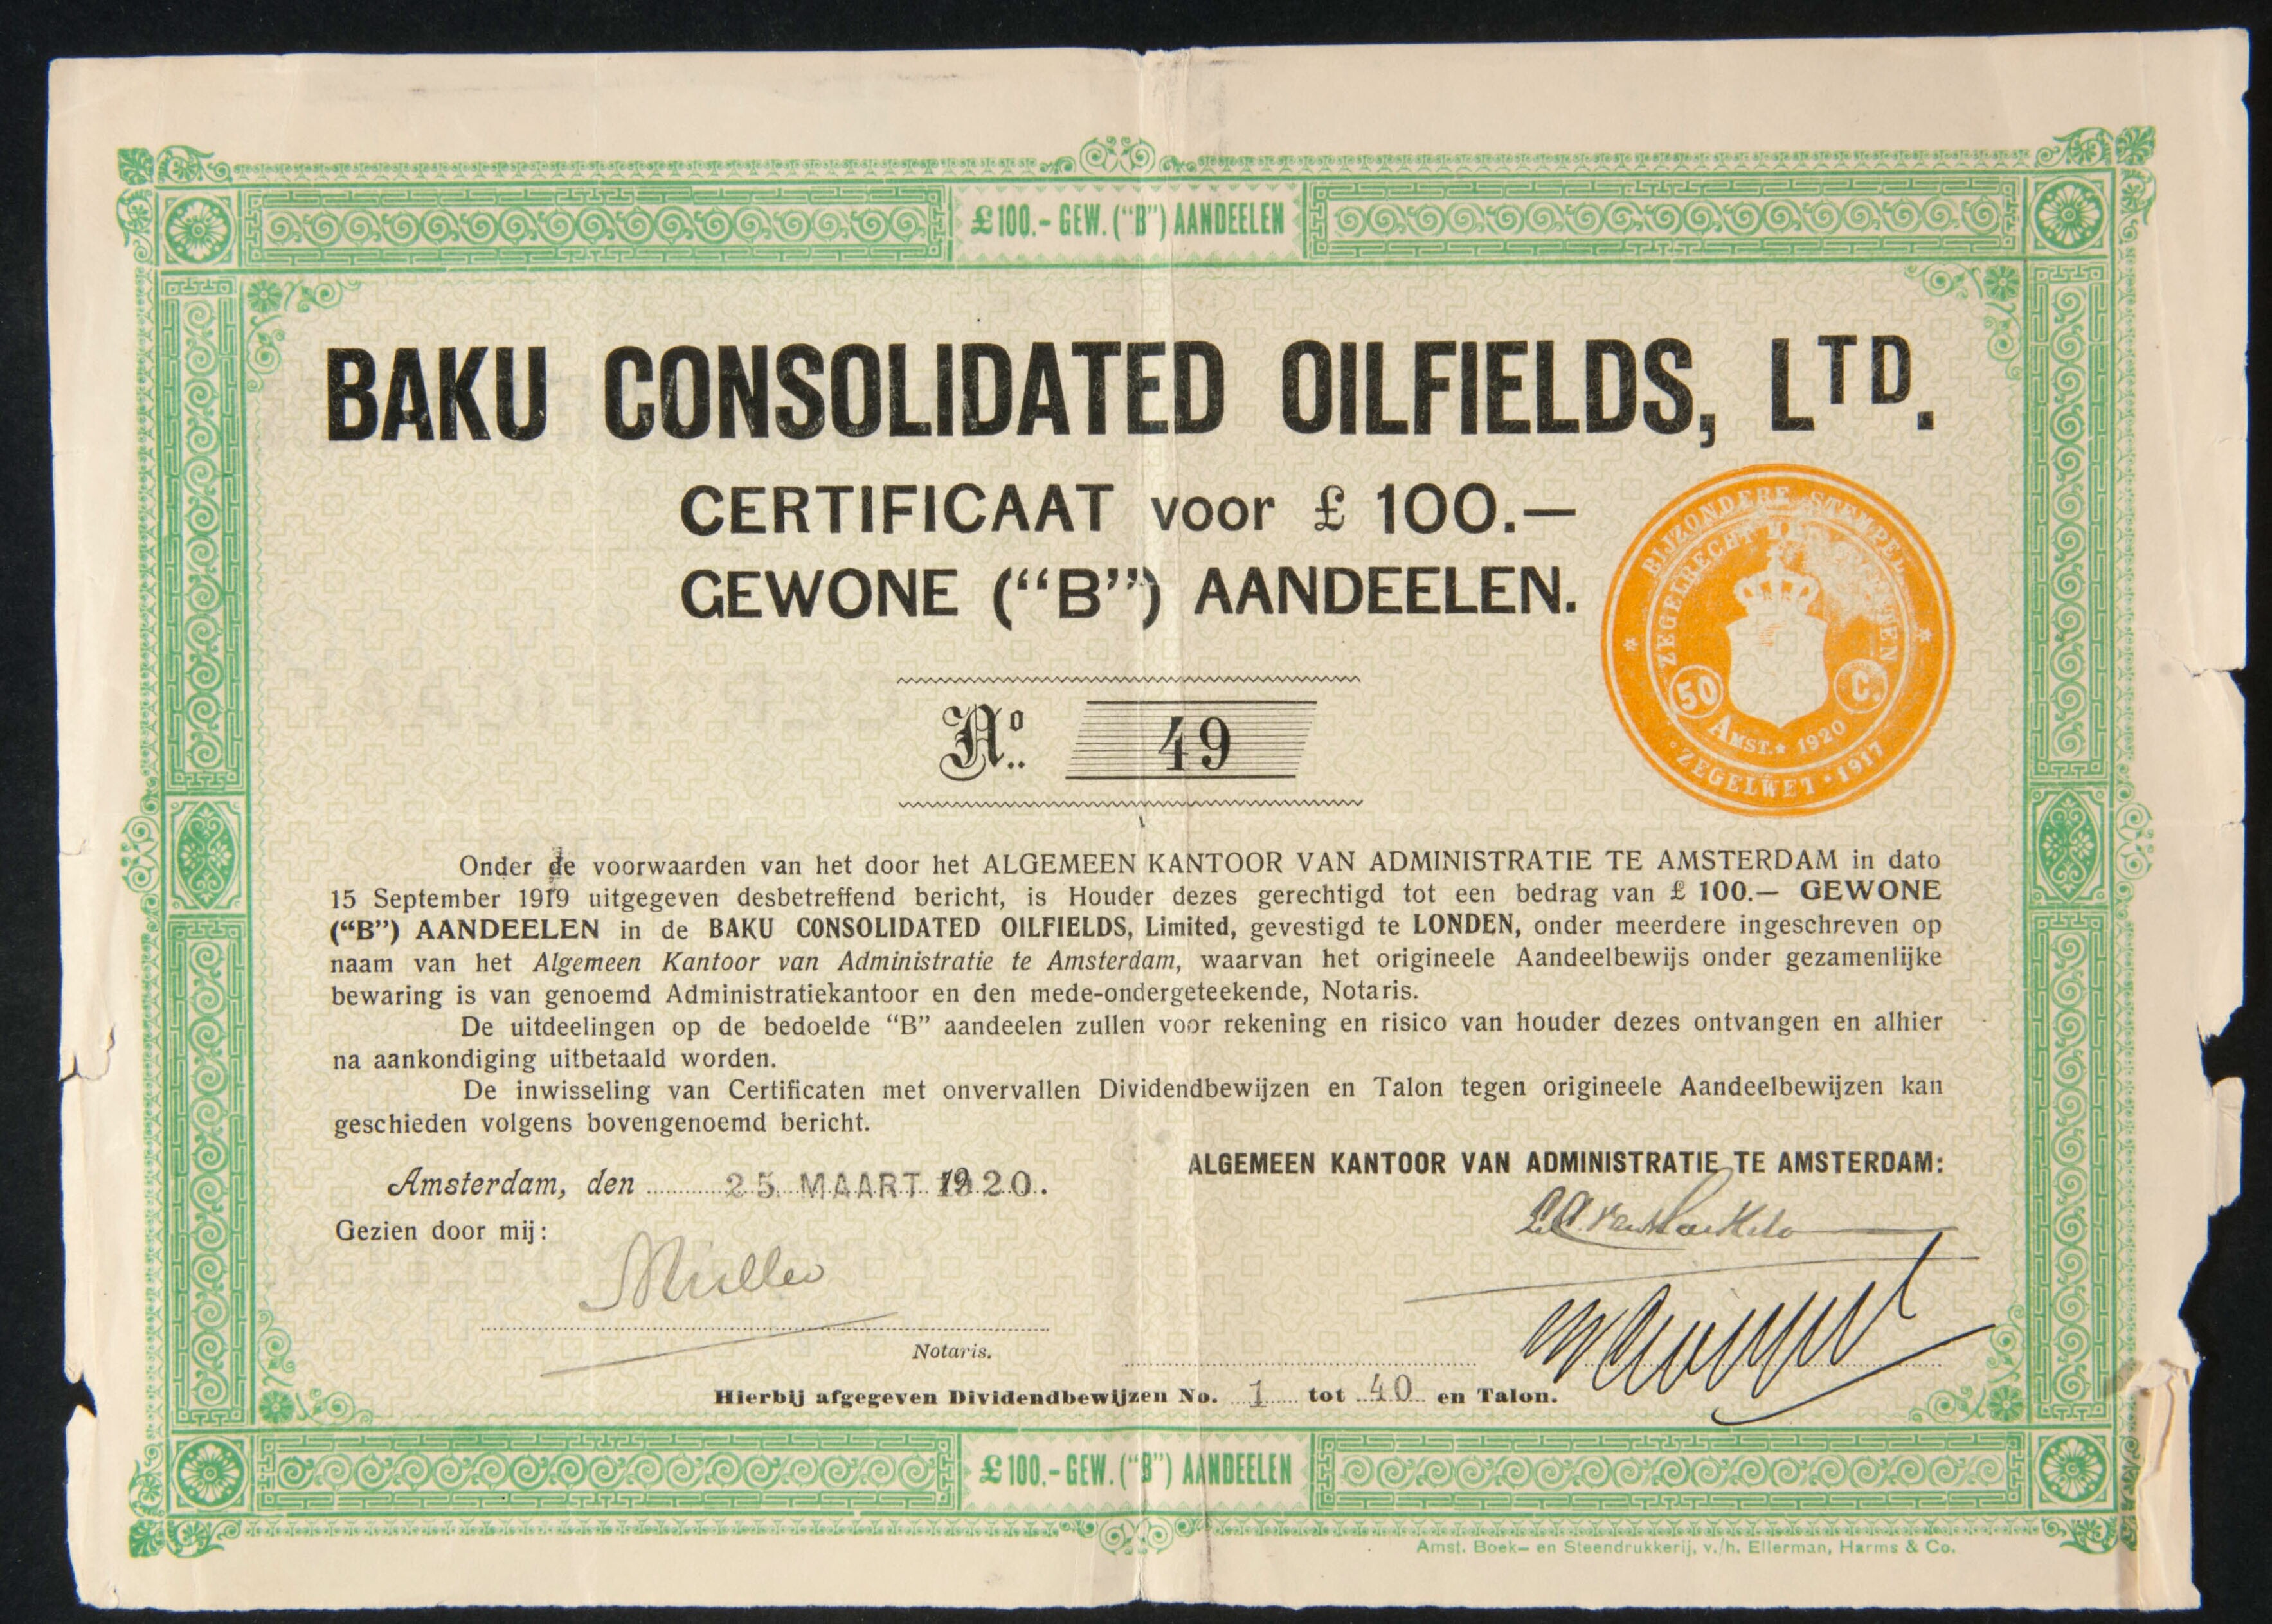 £ 100.- GEW. (“B”) AANDEELEN
BAKU CONSOLIDATED OILFIELDS, LTD.
CERTIFICAAT voor £ 100.—
GEWONE (“B”) AANDEELEN.
BIJZONDERE STEMPEL
ZEGELRECHT
50 C.
AMST. * 1920
ZEGELWET · 1917
No. 49
Onder de voorwaarden van het door het ALGEMEEN KANTOOR VAN ADMINISTRATIE TE AMSTERDAM in dato
15 September 1919 uitgegeven desbetreffend bericht, is Houder dezes gerechtigd tot een bedrag van £ 100.— GEWONE
(“B”) AANDEELEN in de BAKU CONSOLIDATED OILFIELDS, Limited, gevestigd te LONDEN, onder meerdere ingeschreven op
naam van het Algemeen Kantoor van Administratie te Amsterdam, waarvan het origineele Aandeelbewijs onder gezamenlijke
bewaring is van genoemd Administratiekantoor en den mede-ondergeteekende, Notaris.
De uitdeelingen op de bedoelde “B” aandeelen zullen voor rekening en risico van houder dezes ontvangen en alhier
na aankondiging uitbetaald worden.
De inwisseling van Certificaten met onvervallen Dividendbewijzen en Talon tegen origineele Aandeelbewijzen kan
geschieden volgens bovengenoemd bericht.
ALGEMEEN KANTOOR VAN ADMINISTRATIE TE AMSTERDAM:
Amsterdam, den 25 MAART 1920.
Gezien door mij:
Müller
Notaris.
Hierbij afgegeven Dividendbewijzen No. 1 tot 40 en Talon.
£ 100.- GEW. (“B”) AANDEELEN
Amst. Boek- en Steendrukkerij, v./h. Ellerman, Harms & Co.